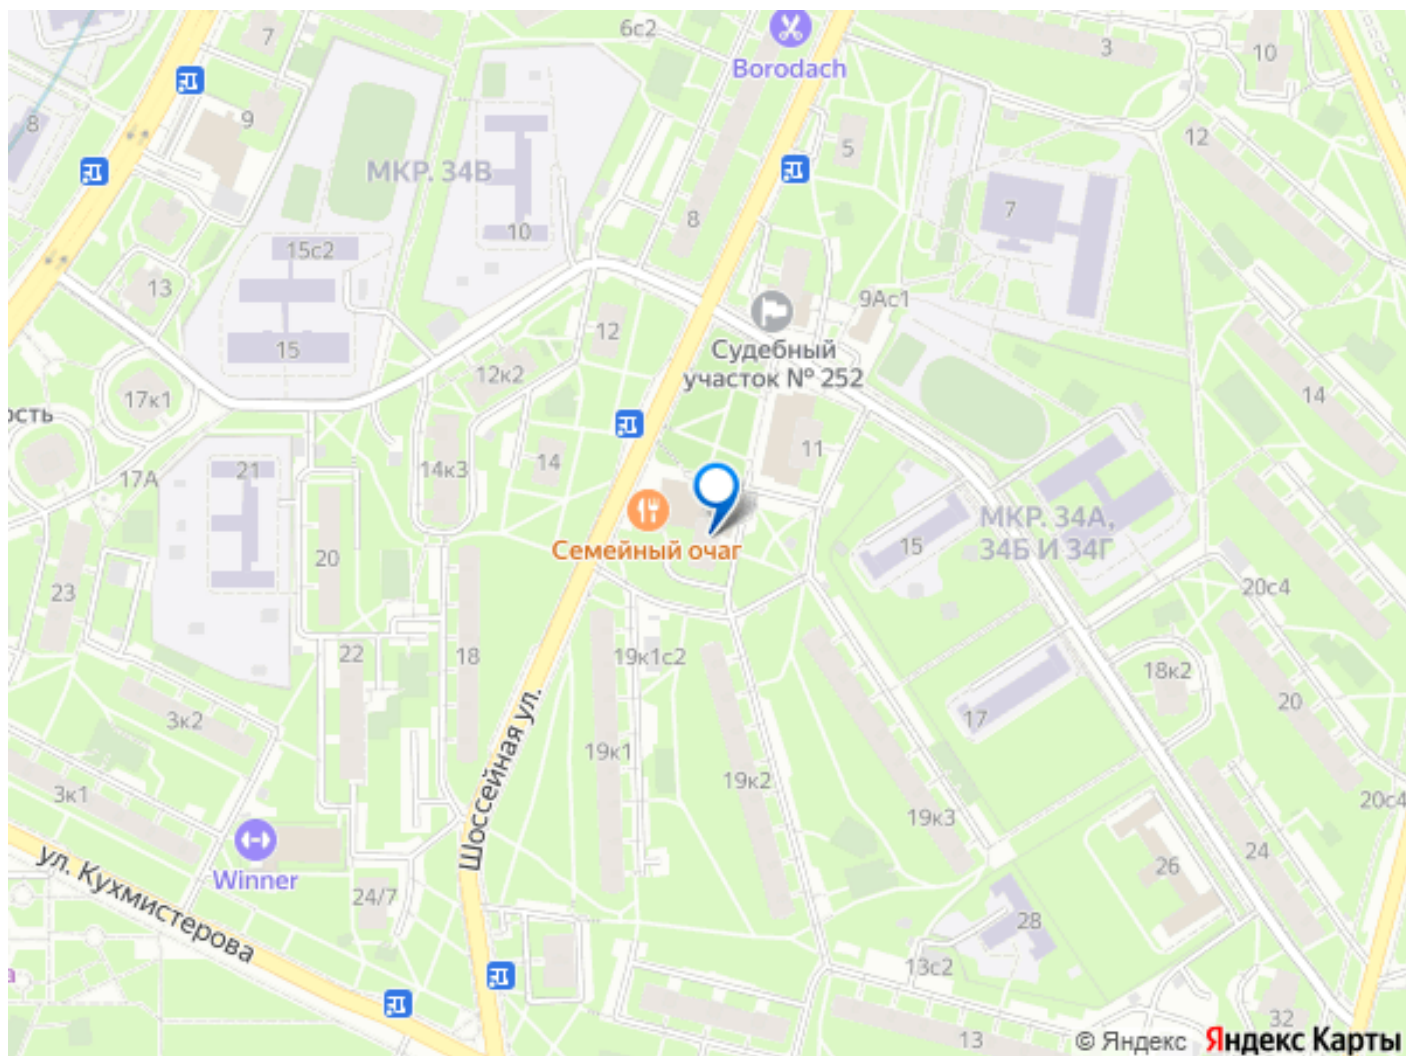 6с2
7
3
10
Borodach
8
9
12
5
МКР. 34В
7
8
10
15с2
13
9Ас1
12
15
Судебный
участок № 252
12к2
14
17к1
ость
11
14к3
14
21
17А
МКР. 34А,
34Б И 34Г
15
Семейный очаг
20
20с4
23
22
18
19к1с2
18к2
20
3к2
17
19к1
19к2
3к1
20с4
19к3
Шоссейная ул.
24
26
ул. Кухмистерова
Winner
24/7
28
13с2
а
32
13
© Яндекс Яндекс Карты